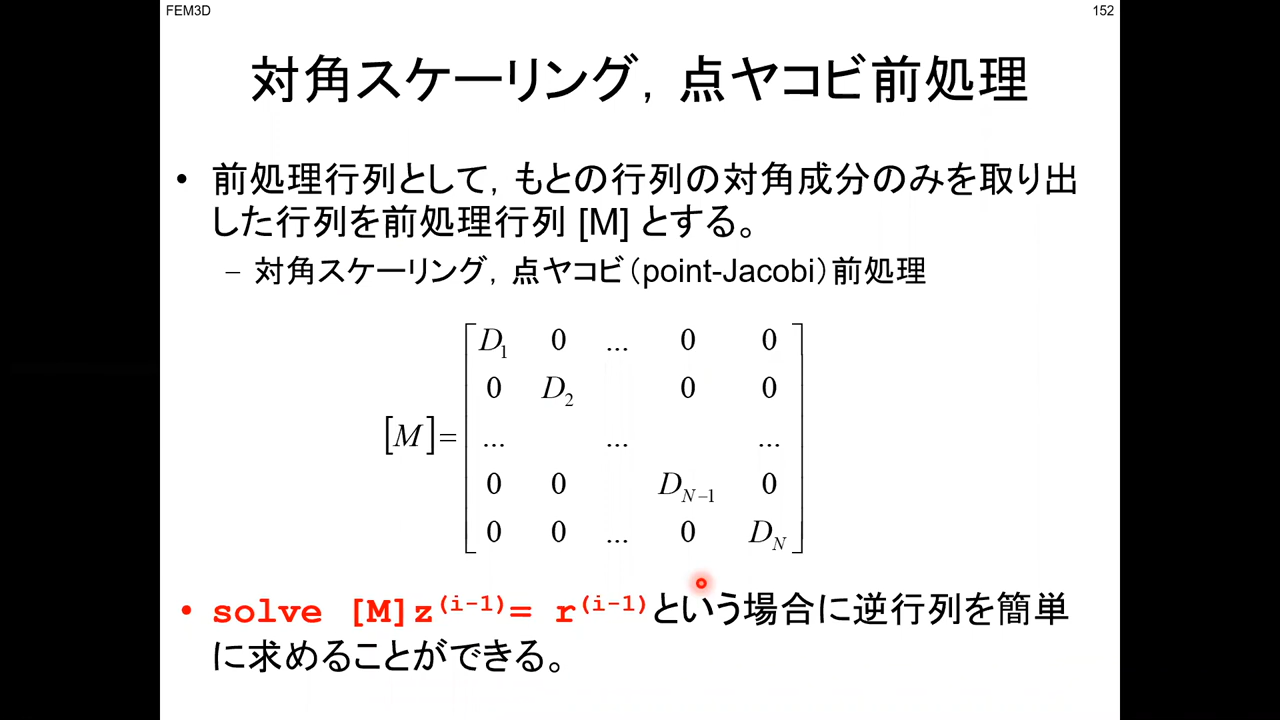 FEM3D
152
対角スケーリング，点ヤコビ前処理
• 前処理行列として，もとの行列の対角成分のみを取り出
した行列を前処理行列 [M] とする。
– 対角スケーリング，点ヤコビ（point-Jacobi）前処理
D₁ 0 ... 0 0
0 D₂ 0 0
[M]= ... ... ...
0 0 D_{N−1} 0
0 0 ... 0 D_N
• solve [M]z^(i-1)= r^(i-1)という場合に逆行列を簡単
に求めることができる。